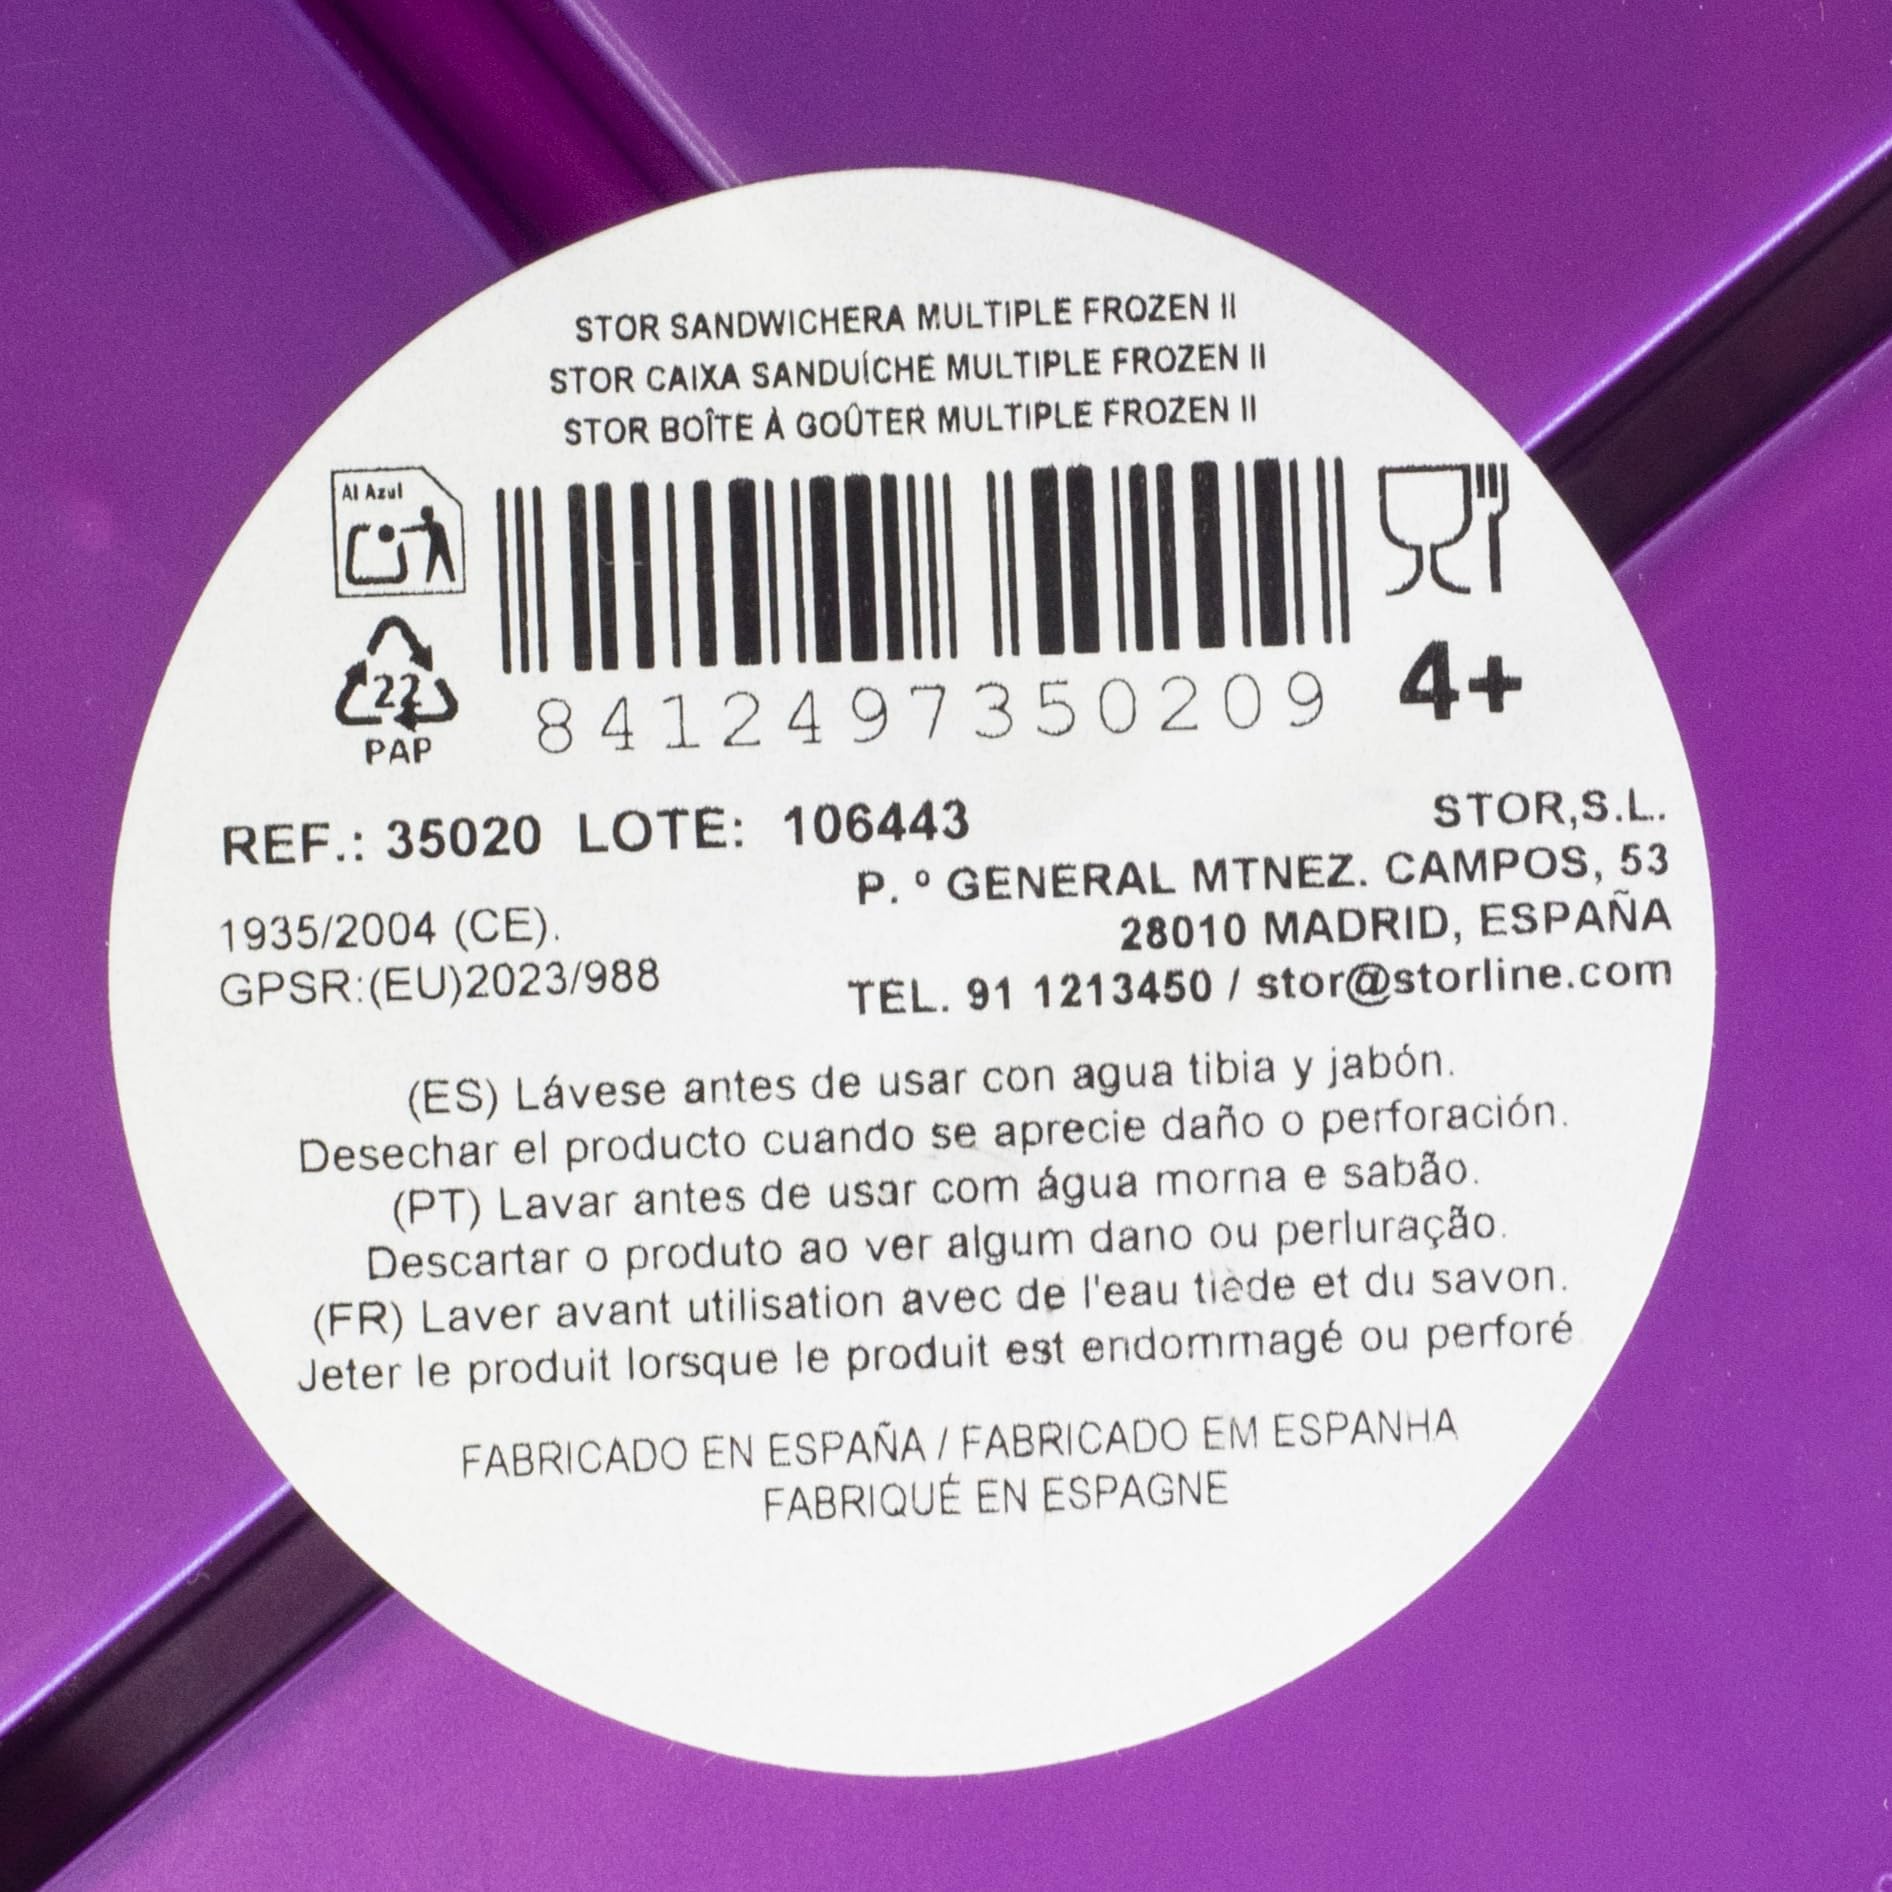 STOR SANDWICHERA MULTIPLE FROZEN II
STOR CAIXA SANDUÍCHE MULTIPLE FROZEN II
STOR BOÎTE À GOÛTER MULTIPLE FROZEN II
Al Azul
22
PAP
8412497350209
4+
REF.: 35020 LOTE: 106443
1935/2004 (CE).
GPSR:(EU)2023/988
STOR,S.L..
P. º GENERAL MTNEZ. CAMPOS, 53
28010 MADRID, ESPAÑA
TEL. 91 1213450 / stor@storline.com
(ES) Lávese antes de usar con agua tibia y jabón.
Desechar el producto cuando se aprecie daño o perforación.
(PT) Lavar antes de usar com água morna e sabão.
Descartar o produto ao ver algum dano ou perluração.
(FR) Laver avant utilisation avec de l'eau tiède et du savon.
Jeter le produit lorsque le produit est endommagé ou perforé
FABRICADO EN ESPAÑA / FABRICADO EM ESPANHA
FABRIQUÉ EN ESPAGNE